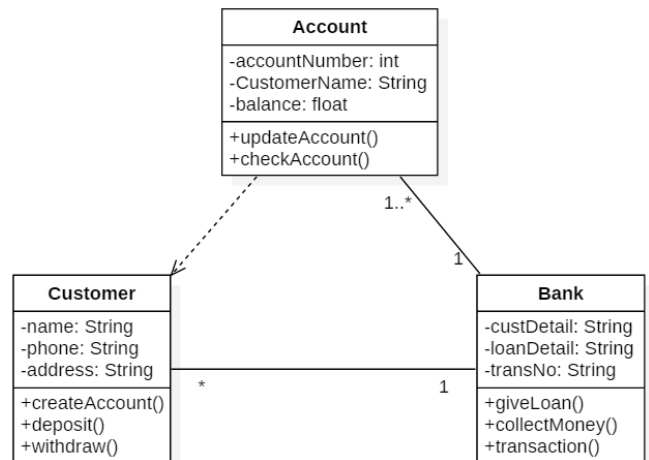 Account
-accountNumber: int
-CustomerName: String
-balance: float
+updateAccount()
+checkAccount()
1..*
1
Customer
-name: String
-phone: String
-address: String
+createAccount()
+deposit()
+withdraw()
*
1
Bank
-custDetail: String
-loanDetail: String
-transNo: String
+giveLoan()
+collectMoney()
+transaction()